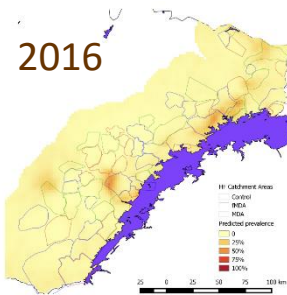 2016
HF Catchment Areas
Control
fMDA
MDA
Predicted prevalence
0
25%
50%
75%
100%
25 0 25 50 75 100 km